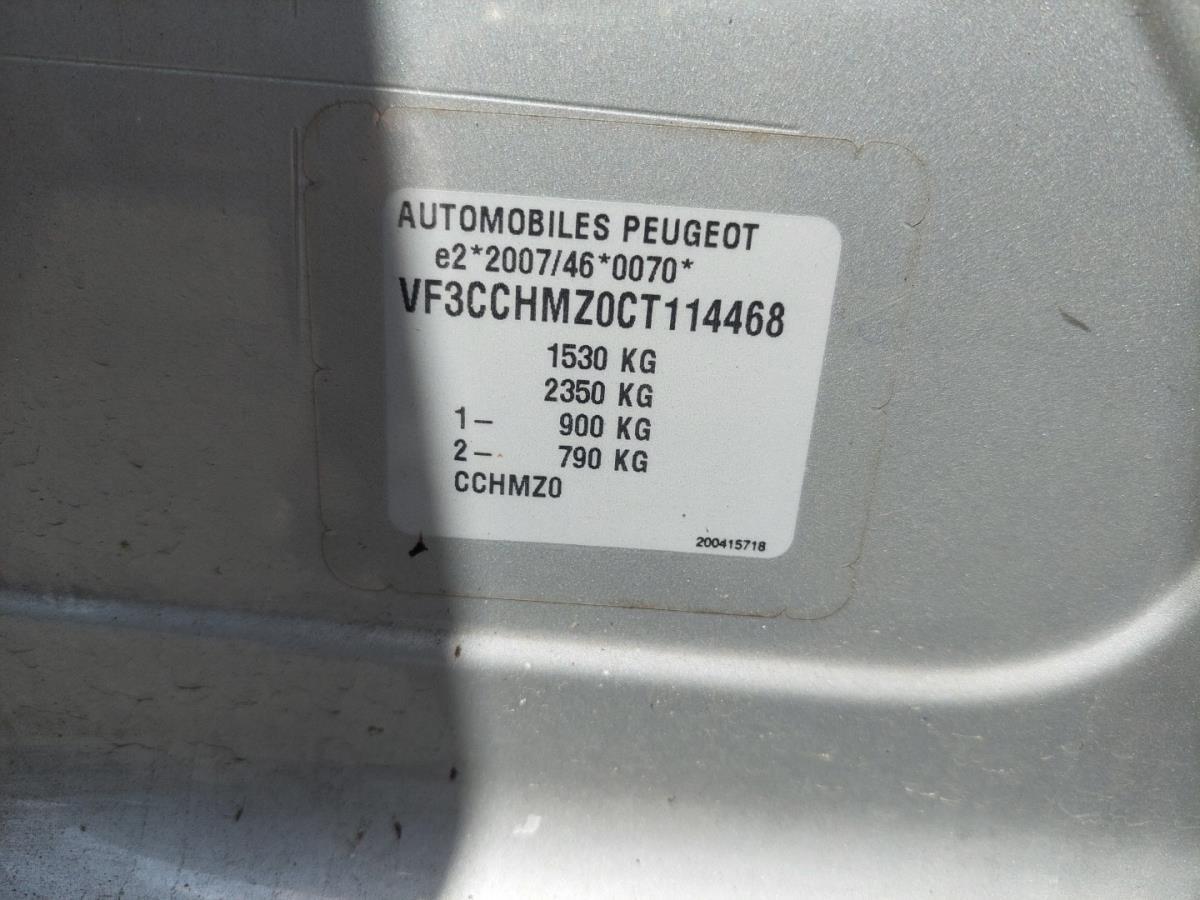 AUTOMOBILES PEUGEOT
e2*2007/46*0070*
VF3CCHMZ0CT114468
1530 KG
2350 KG
1– 900 KG
2– 790 KG
CCHMZ0
200415718